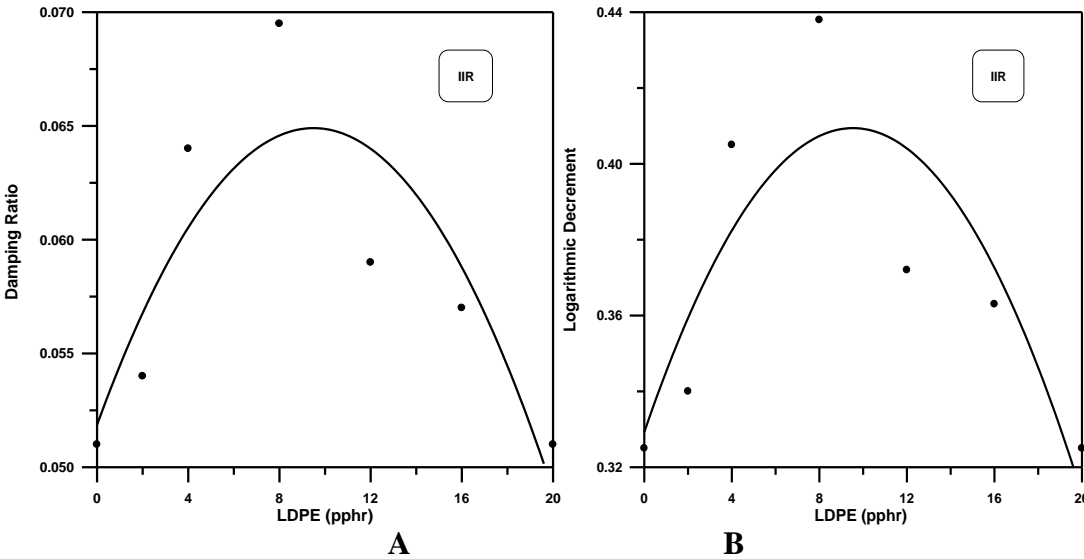 0.070
0.065
0.060
0.055
0.050
Damping Ratio
IIR
0 4 8 12 16 20
LDPE (pphr)
A
0.44
0.40
0.36
0.32
Logarithmic Decrement
IIR
0 4 8 12 16 20
LDPE (pphr)
B